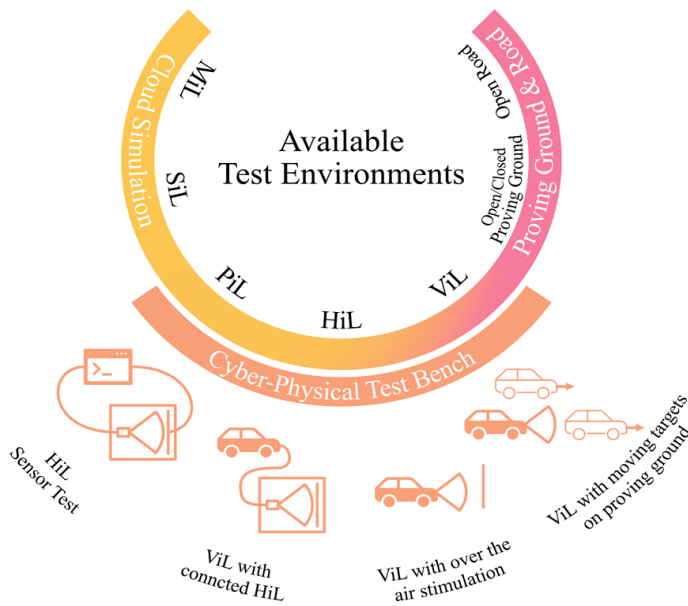 Available
Test Environments
Cloud Simulation
MiL
SiL
PiL
HiL
ViL
Open/Closed
Proving Ground
Open Road
Proving Ground & Road
Cyber-Physical Test Bench
>_
HiL
Sensor Test
ViL with
conncted HiL
ViL with over the
air stimulation
ViL with moving targets
on proving ground